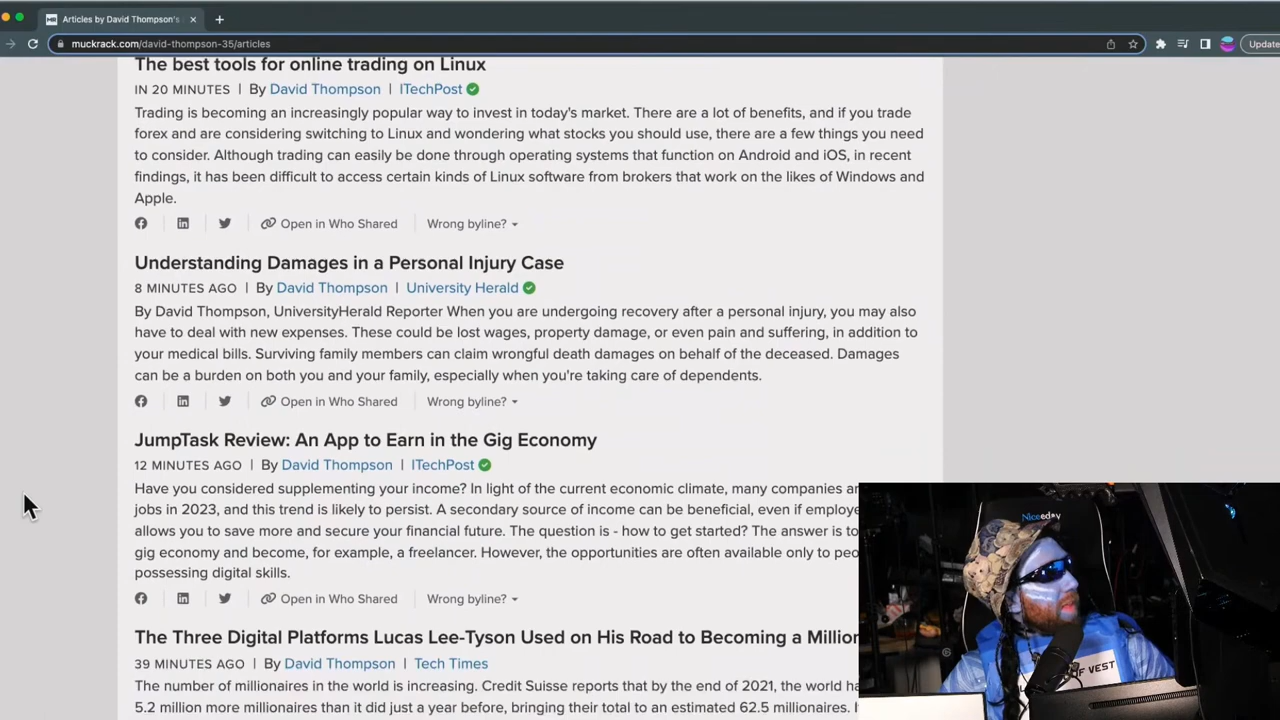 Articles by David Thompson's
muckrack.com/david-thompson-35/articles
Update
The best tools for online trading on Linux
IN 20 MINUTES | By David Thompson | ITechPost
Trading is becoming an increasingly popular way to invest in today's market. There are a lot of benefits, and if you trade
forex and are considering switching to Linux and wondering what stocks you should use, there are a few things you need
to consider. Although trading can easily be done through operating systems that function on Android and iOS, in recent
findings, it has been difficult to access certain kinds of Linux software from brokers that work on the likes of Windows and
Apple.
Open in Who Shared Wrong byline?
Understanding Damages in a Personal Injury Case
8 MINUTES AGO | By David Thompson | University Herald
By David Thompson, UniversityHerald Reporter When you are undergoing recovery after a personal injury, you may also
have to deal with new expenses. These could be lost wages, property damage, or even pain and suffering, in addition to
your medical bills. Surviving family members can claim wrongful death damages on behalf of the deceased. Damages
can be a burden on both you and your family, especially when you're taking care of dependents.
Open in Who Shared Wrong byline?
JumpTask Review: An App to Earn in the Gig Economy
12 MINUTES AGO | By David Thompson | ITechPost
Have you considered supplementing your income? In light of the current economic climate, many companies
jobs in 2023, and this trend is likely to persist. A secondary source of income can be beneficial, even if
allows you to save more and secure your financial future. The question is - how to get started? The answer is
gig economy and become, for example, a freelancer. However, the opportunities are often available only to
possessing digital skills.
Open in Who Shared Wrong byline?
The Three Digital Platforms Lucas Lee-Tyson Used on His Road to Becoming a
39 MINUTES AGO | By David Thompson | Tech Times
The number of millionaires in the world is increasing. Credit Suisse reports that by the end of 2021, the world
5.2 million more millionaires than it did just a year before, bringing their total to an estimated 62.5 millionaires.
Niceday
VEST